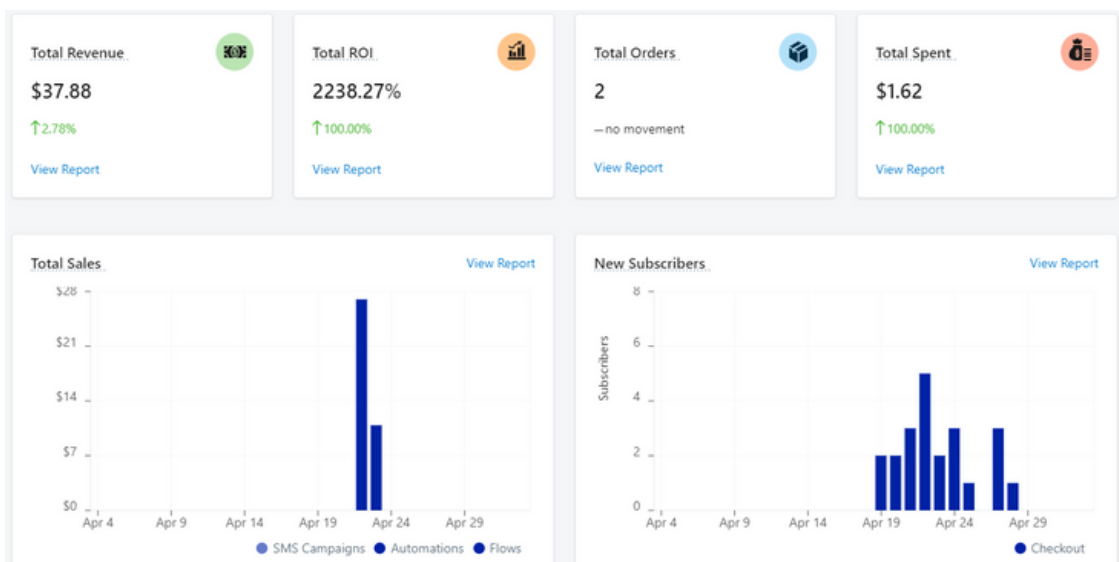 Total Revenue
$37.88
↑2.78%
View Report
Total ROI
2238.27%
↑100.00%
View Report
Total Orders
2
—no movement
View Report
Total Spent
$1.62
↑100.00%
View Report
Total Sales
View Report
$28
$21
$14
$7
$0
Apr 4 Apr 9 Apr 14 Apr 19 Apr 24 Apr 29
SMS Campaigns Automations Flows
New Subscribers
View Report
Subscribers
8
6
4
2
0
Apr 4 Apr 9 Apr 14 Apr 19 Apr 24 Apr 29
Checkout